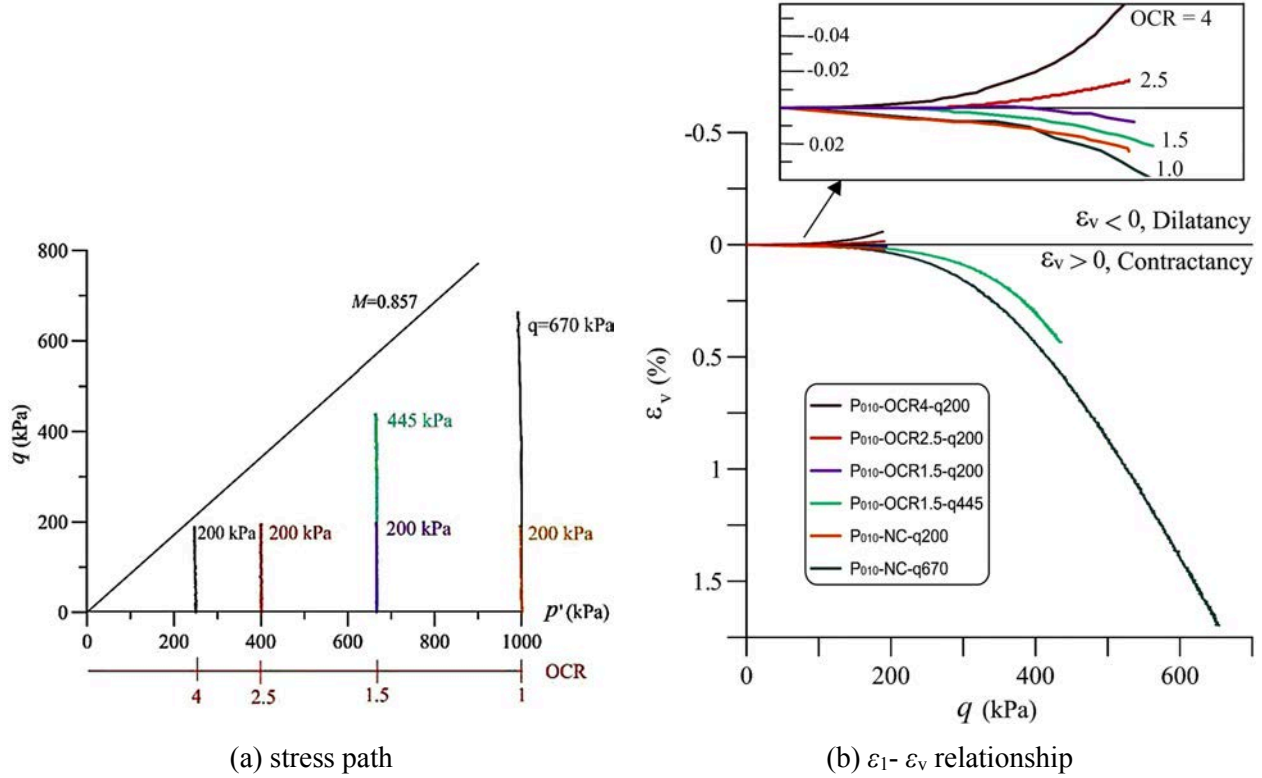 800
600
400
200
0
q (kPa)
M=0.857
q=670 kPa
445 kPa
200 kPa
200 kPa
200 kPa
200 kPa
0
200
400
600
800
1000
p' (kPa)
OCR
4
2.5
1.5
1
(a) stress path
-0.04
-0.02
0.02
OCR = 4
2.5
1.5
1.0
-0.5
0
0.5
1
1.5
εv (%)
εv < 0, Dilatancy
εv > 0, Contractancy
P010-OCR4-q200
P010-OCR2.5-q200
P010-OCR1.5-q200
P010-OCR1.5-q445
P010-NC-q200
P010-NC-q670
0
200
400
600
q (kPa)
(b) ε1- εv relationship